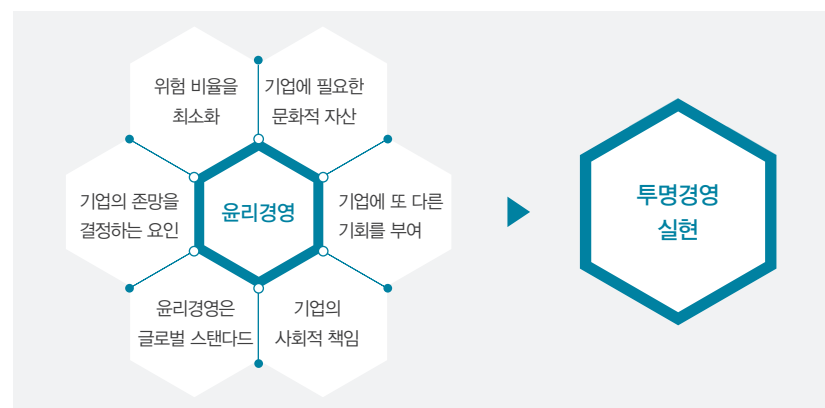 위험 비율을
최소화
기업에 필요한
문화적 자산
기업의 존망을
결정하는 요인
윤리경영
기업에 또 다른
기회를 부여
윤리경영은
글로벌 스탠다드
기업의
사회적 책임
투명경영
실현